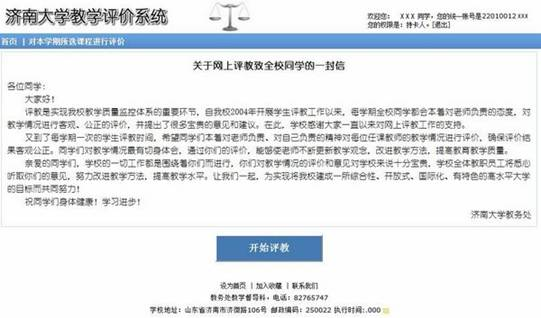 济南大学教学评价系统
欢迎您： XXX 同学，您的统一帐号是22010012 XXX
您的权限是：持卡人。[退出]
首页 | 对本学期所选课程进行评价
关于网上评教致全校同学的一封信
各位同学：
大家好！
评教是实现我校教学质量监控体系的重要环节，自我校2004年开展学生评教工作以来，每学期全校同学都会本着对老师负责的态度，对
教学情况进行客观、公正的评价，并提出了很多宝贵的意见和建议。在此，学校感谢大家一直以来对网上评教工作的支持。
又到了每学期一次的学生评教时间，希望同学们本着对老师负责、对自己负责的精神对每位任课教师的教学情况进行评价，确保评价结
果客观公正。同学们对教学情况最有切身体会，通过你们的评价，能够使老师不断更新教学观念，改进教学方法，提高教育教学质量。
亲爱的同学们，学校的一切工作都是围绕着你们而进行，你们对教学情况的评价和意见对学校来说十分宝贵，学校全体教职员工将悉心
听取你们的意见，努力改进教学方法，提高教学水平。让我们一起，为实现将我校建成一所综合性、开放式、国际化、有特色的高水平大学
的目标而共同努力！
祝同学们身体健康！学习进步！
济南大学教务处
开始评教
设为首页 | 加入收藏 | 联系我们
教务处教学督导科，电话：82765747
学校地址：山东省济南市济微路106号 邮政编码：250022 执行时间:.000